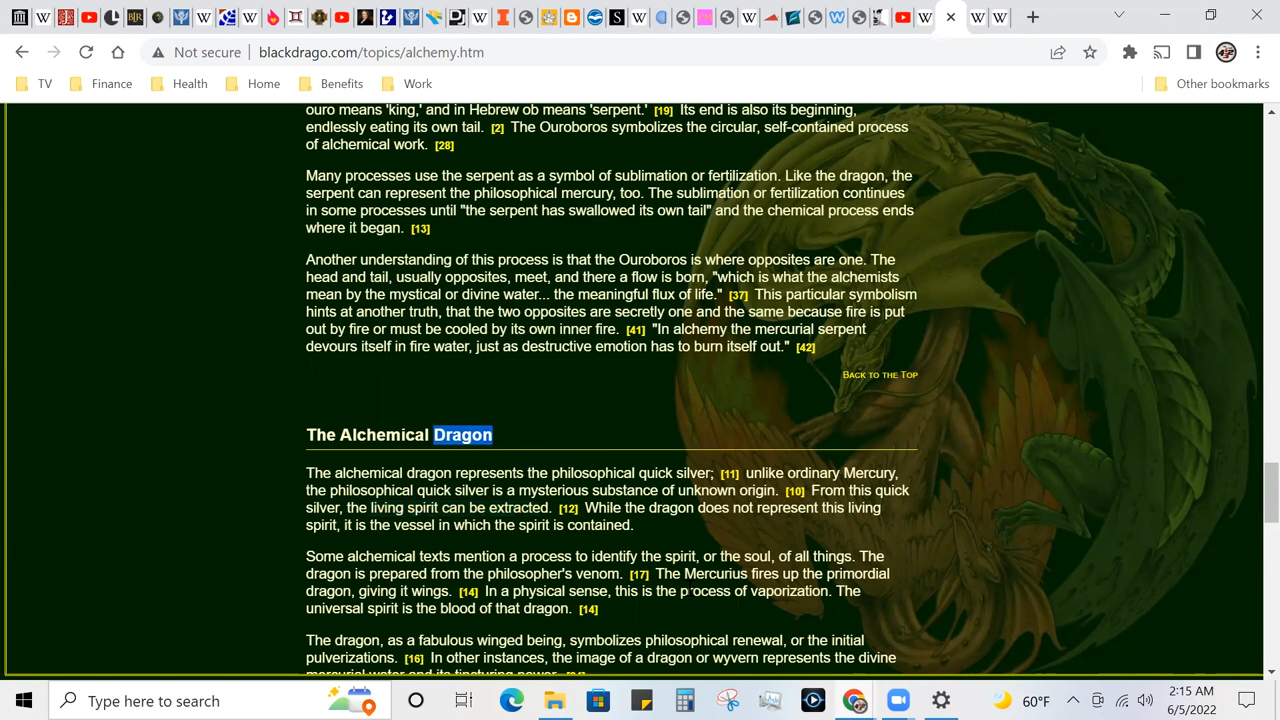 Not secure
blackdrago.com/topics/alchemy.htm
TV
Finance
Health
Home
Benefits
Work
Other bookmarks
ouro means 'king,' and in Hebrew ob means 'serpent.' [19] Its end is also its beginning,
endlessly eating its own tail. [2] The Ouroboros symbolizes the circular, self-contained process
of alchemical work. [28]
Many processes use the serpent as a symbol of sublimation or fertilization. Like the dragon, the
serpent can represent the philosophical mercury, too. The sublimation or fertilization continues
in some processes until "the serpent has swallowed its own tail" and the chemical process ends
where it began. [13]
Another understanding of this process is that the Ouroboros is where opposites are one. The
head and tail, usually opposites, meet, and there a flow is born, "which is what the alchemists
mean by the mystical or divine water... the meaningful flux of life." [37] This particular symbolism
hints at another truth, that the two opposites are secretly one and the same because fire is put
out by fire or must be cooled by its own inner fire. [41] "In alchemy the mercurial serpent
devours itself in fire water, just as destructive emotion has to burn itself out." [42]
Back to the Top
The Alchemical Dragon
The alchemical dragon represents the philosophical quick silver; [11] unlike ordinary Mercury,
the philosophical quick silver is a mysterious substance of unknown origin. [10] From this quick
silver, the living spirit can be extracted. [12] While the dragon does not represent this living
spirit, it is the vessel in which the spirit is contained.
Some alchemical texts mention a process to identify the spirit, or the soul, of all things. The
dragon is prepared from the philosopher's venom. [17] The Mercurius fires up the primordial
dragon, giving it wings. [14] In a physical sense, this is the process of vaporization. The
universal spirit is the blood of that dragon. [14]
The dragon, as a fabulous winged being, symbolizes philosophical renewal, or the initial
pulverizations. [16] In other instances, the image of a dragon or wyvern represents the divine
mercurial water and its tincturing power.
Type here to search
60°F
2:15 AM
6/5/2022